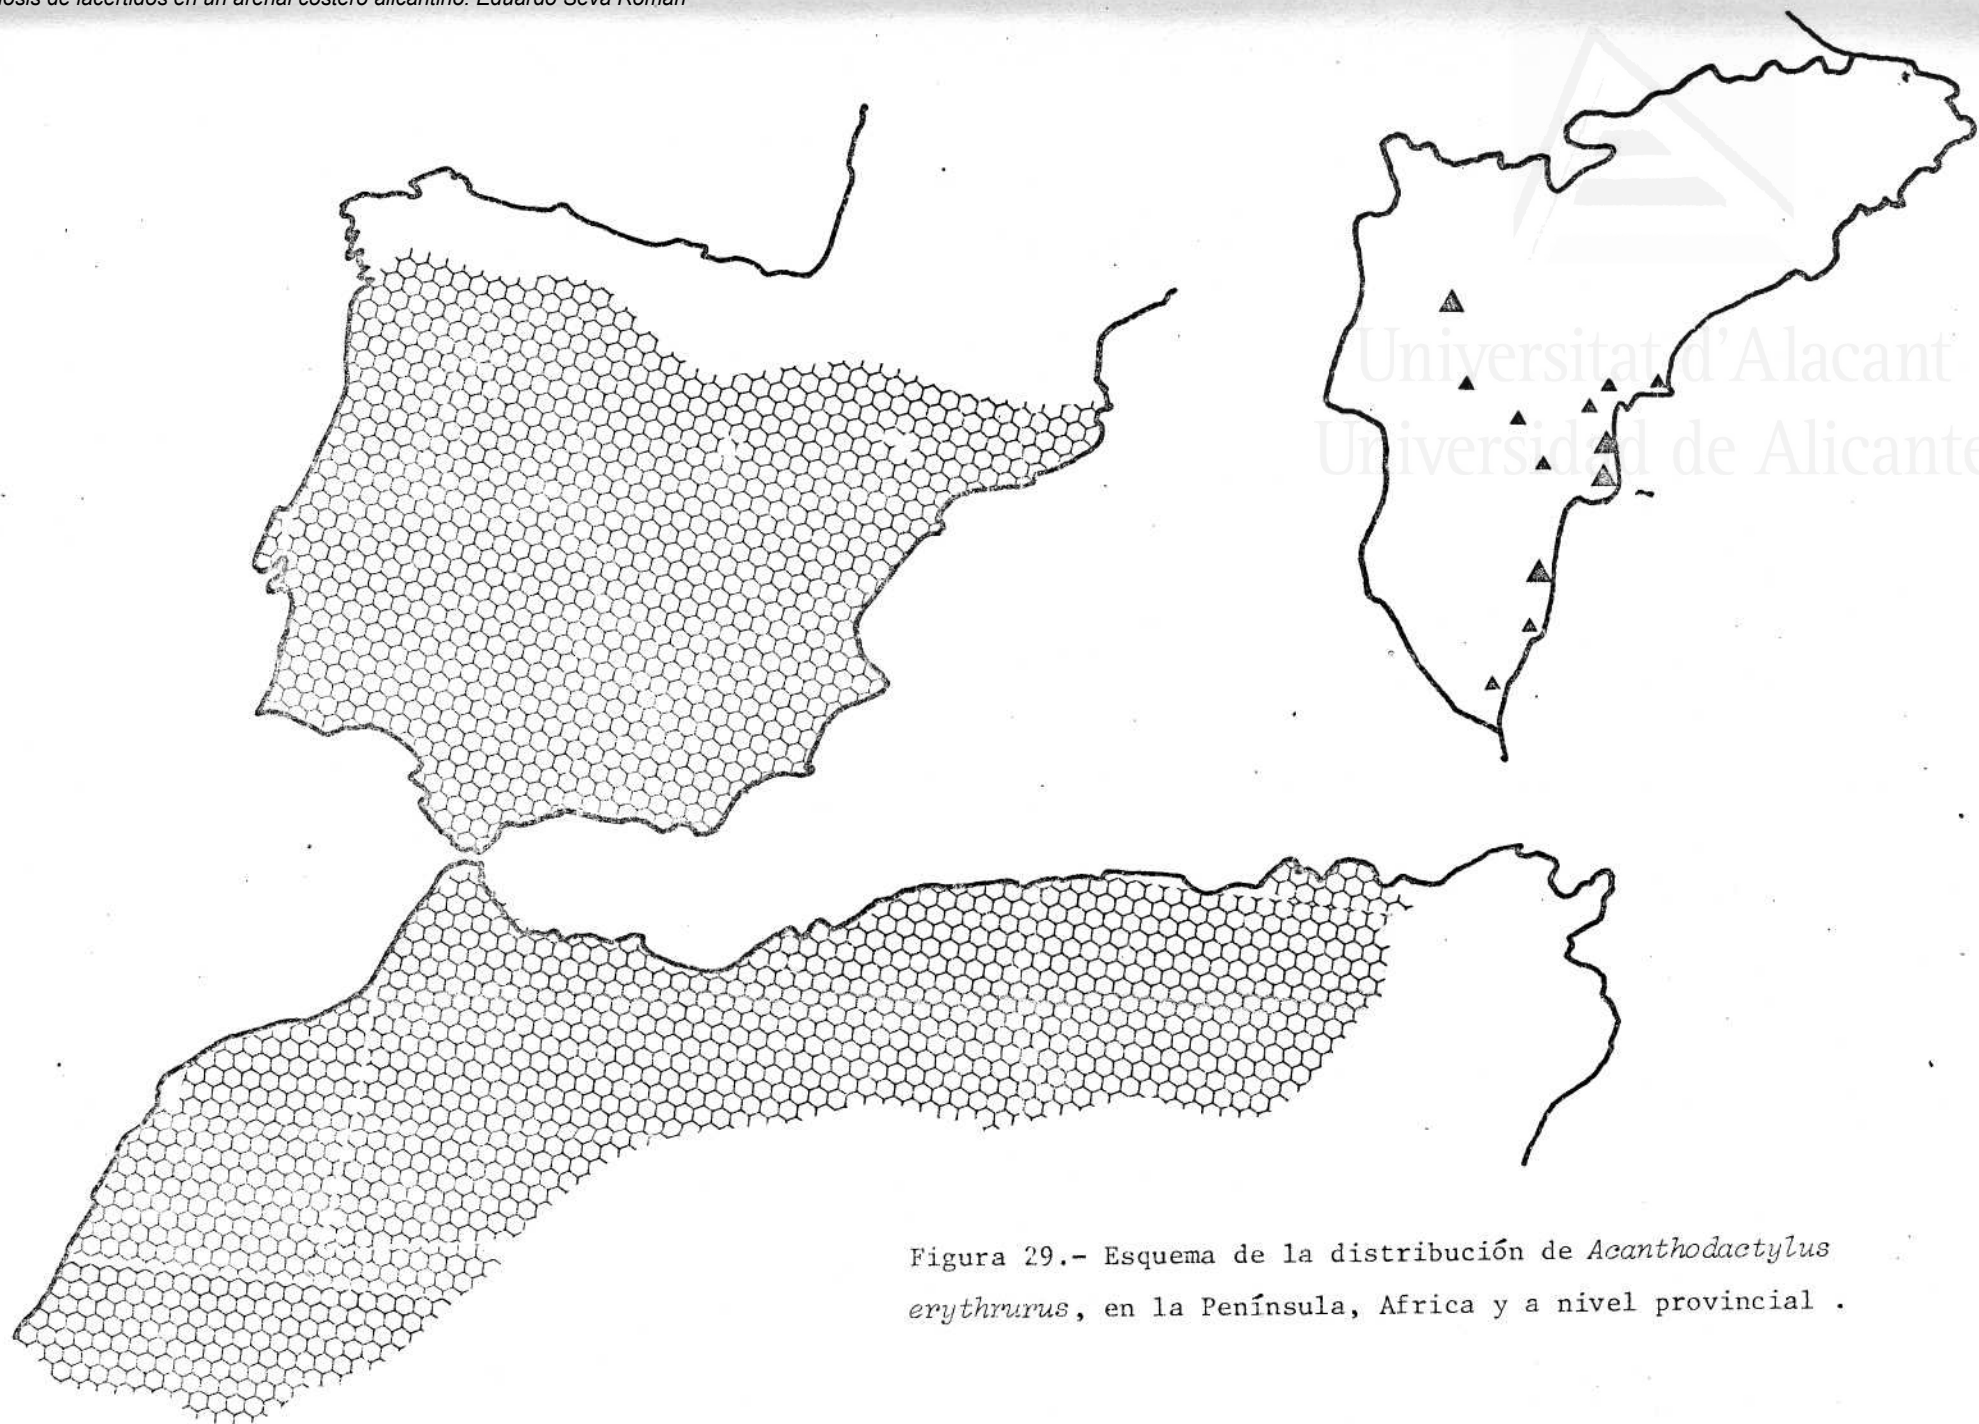 de lacértidos en un arenal costero alicantino. Eduardo Seva Román
Universitat d'Alacant
Universidad de Alicante
Figura 29.- Esquema de la distribución de Acanthodactylus
erythrurus, en la Península, Africa y a nivel provincial .